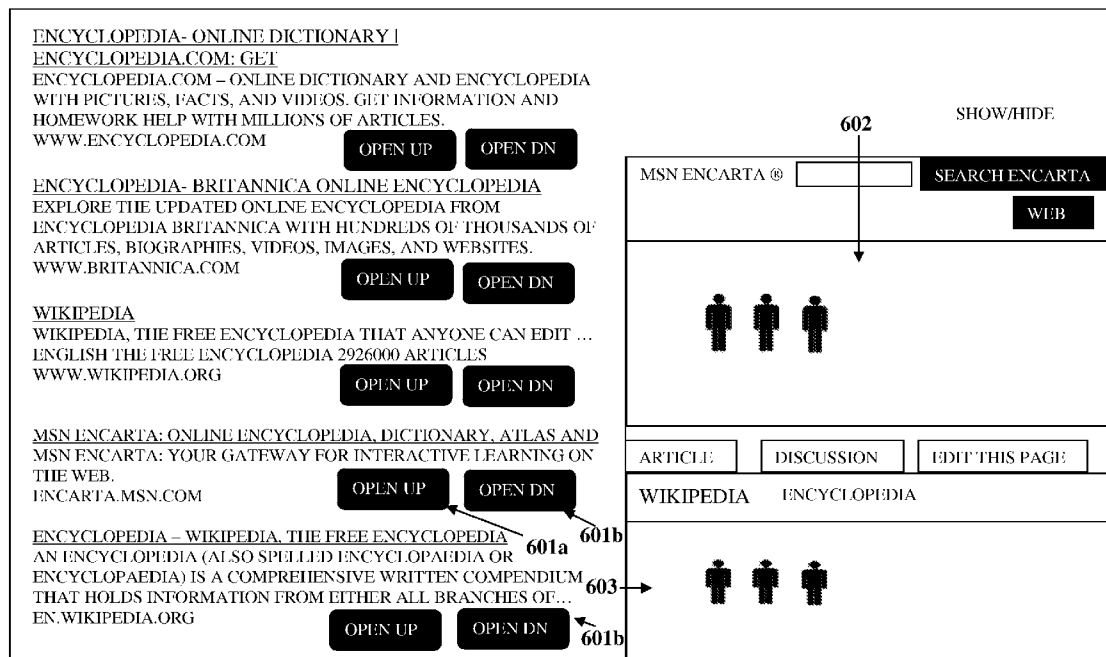 ENCYCLOPEDIA- ONLINE DICTIONARY |
ENCYCLOPEDIA.COM: GET
ENCYCLOPEDIA.COM – ONLINE DICTIONARY AND ENCYCLOPEDIA
WITH PICTURES, FACTS, AND VIDEOS. GET INFORMATION AND
HOMEWORK HELP WITH MILLIONS OF ARTICLES.
WWW.ENCYCLOPEDIA.COM
OPEN UP OPEN DN
ENCYCLOPEDIA- BRITANNICA ONLINE ENCYCLOPEDIA
EXPLORE THE UPDATED ONLINE ENCYCLOPEDIA FROM
ENCYCLOPEDIA BRITANNICA WITH HUNDREDS OF THOUSANDS OF
ARTICLES, BIOGRAPHIES, VIDEOS, IMAGES, AND WEBSITES.
WWW.BRITANNICA.COM
OPEN UP OPEN DN
WIKIPEDIA
WIKIPEDIA, THE FREE ENCYCLOPEDIA THAT ANYONE CAN EDIT …
ENGLISH THE FREE ENCYCLOPEDIA 2926000 ARTICLES
WWW.WIKIPEDIA.ORG
OPEN UP OPEN DN
MSN ENCARTA: ONLINE ENCYCLOPEDIA, DICTIONARY, ATLAS AND
MSN ENCARTA: YOUR GATEWAY FOR INTERACTIVE LEARNING ON
THE WEB.
ENCARTA.MSN.COM
OPEN UP OPEN DN
601a 601b
ENCYCLOPEDIA – WIKIPEDIA, THE FREE ENCYCLOPEDIA
AN ENCYCLOPEDIA (ALSO SPELLED ENCYCLOPAEDIA OR
ENCYCLOPAEDIA) IS A COMPREHENSIVE WRITTEN COMPENDIUM
THAT HOLDS INFORMATION FROM EITHER ALL BRANCHES OF…
EN.WIKIPEDIA.ORG
OPEN UP OPEN DN
601b
SHOW/HIDE
602
MSN ENCARTA ® SEARCH ENCARTA
WEB
ARTICLE DISCUSSION EDIT THIS PAGE
WIKIPEDIA ENCYCLOPEDIA
603